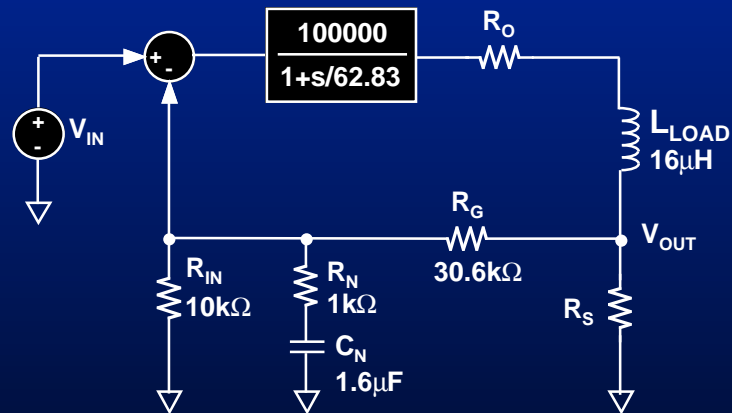 R_O
100000
1+s/62.83
+
-
+
-
V_IN
L_LOAD
16μH
R_G
30.6kΩ
V_OUT
R_IN
10kΩ
R_N
1kΩ
C_N
1.6μF
R_S